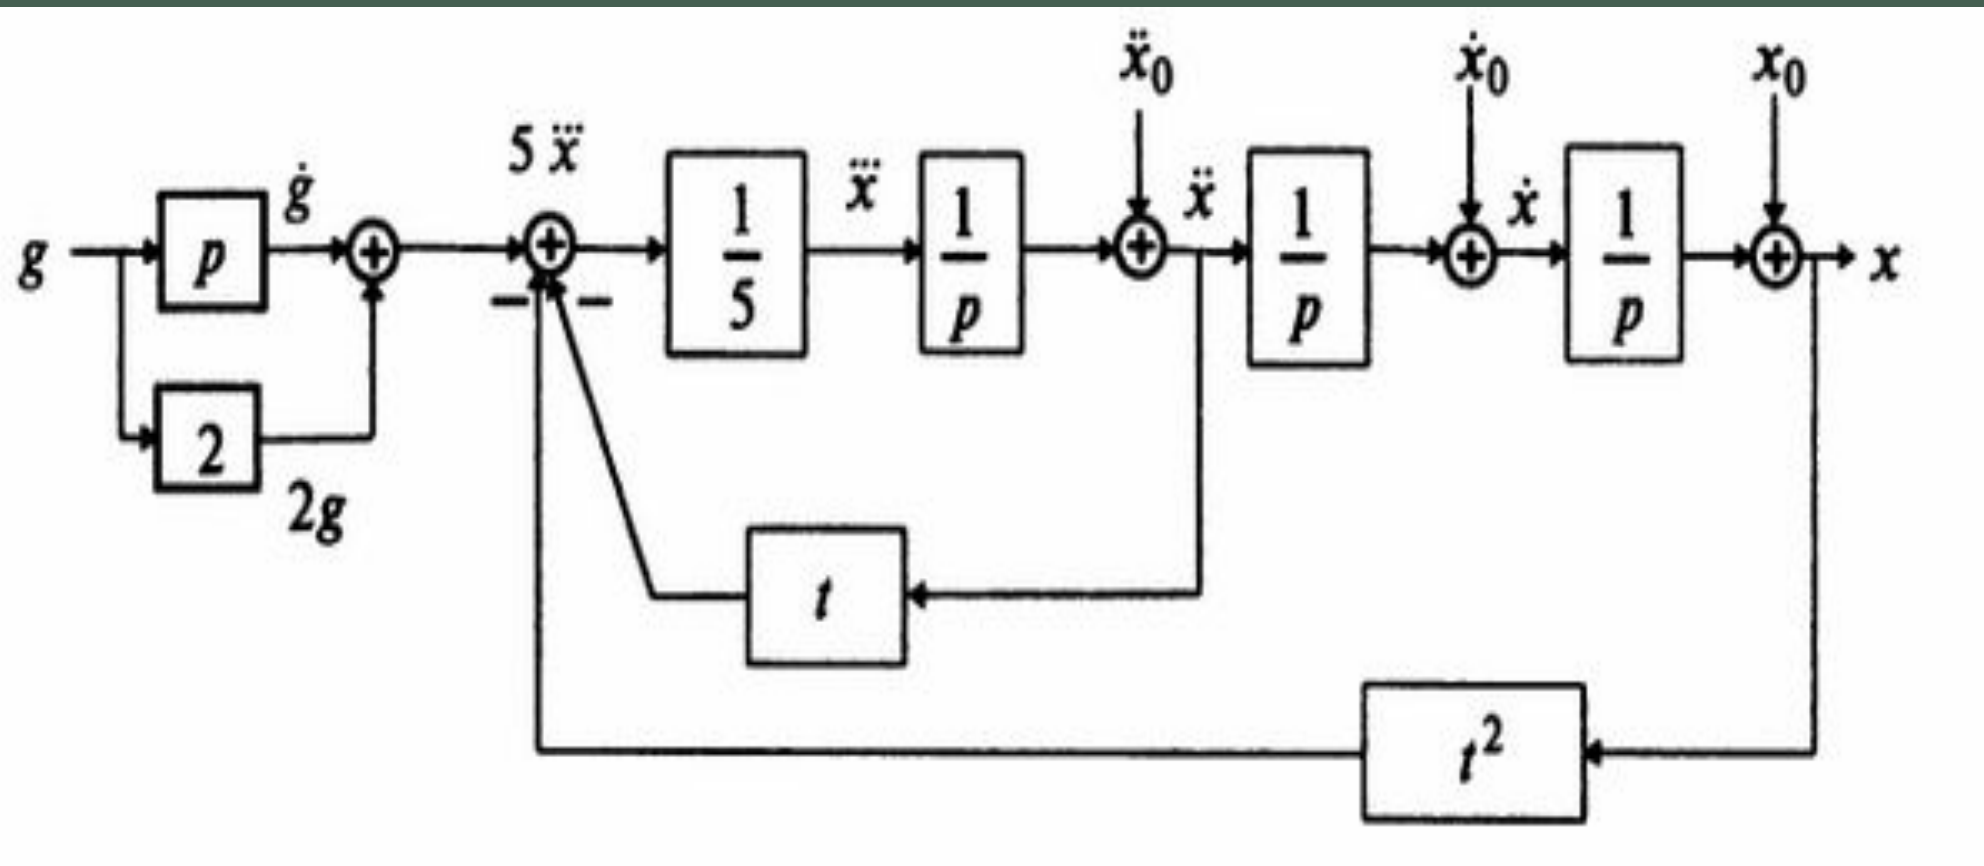 ẍ₀ ẋ₀ x₀
5 x⃛
g p ġ + + 1/5 x⃛ 1/p + ẍ 1/p + ẋ 1/p + x
− −
2
2g
t
t²